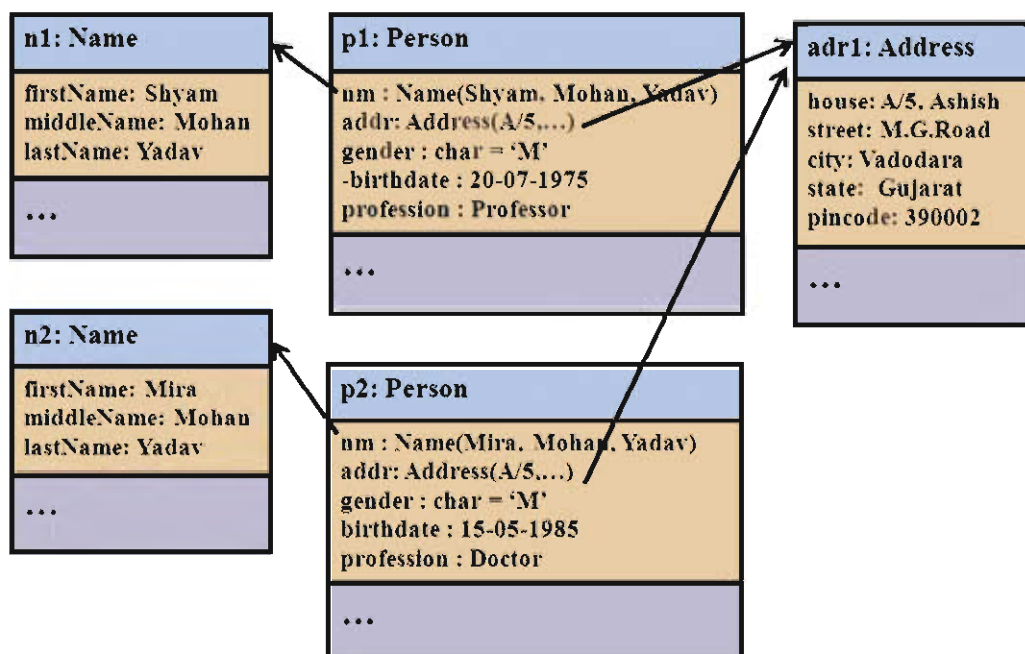 n1: Name
firstName: Shyam
middleName: Mohan
lastName: Yadav
...
p1: Person
nm : Name(Shyam, Mohan, Yadav)
addr: Address(A/5,...)
gender : char = ‘M’
-birthdate : 20-07-1975
profession : Professor
...
adr1: Address
house: A/5, Ashish
street: M.G.Road
city: Vadodara
state: Gujarat
pincode: 390002
...
n2: Name
firstName: Mira
middleName: Mohan
lastName: Yadav
...
p2: Person
nm : Name(Mira, Mohan, Yadav)
addr: Address(A/5,...)
gender : char = ‘M’
birthdate : 15-05-1985
profession : Doctor
...